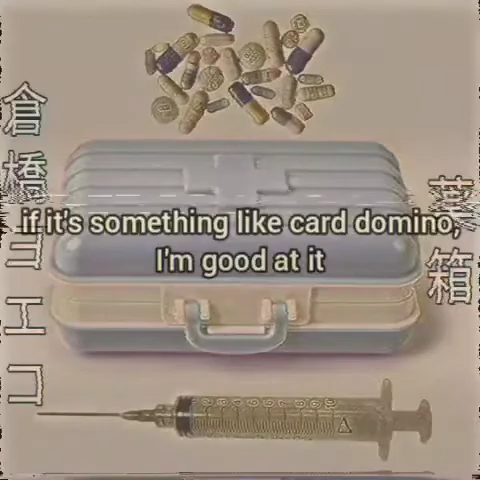 倉橋ヨエコ
薬箱
if it's something like card domino,
I'm good at it